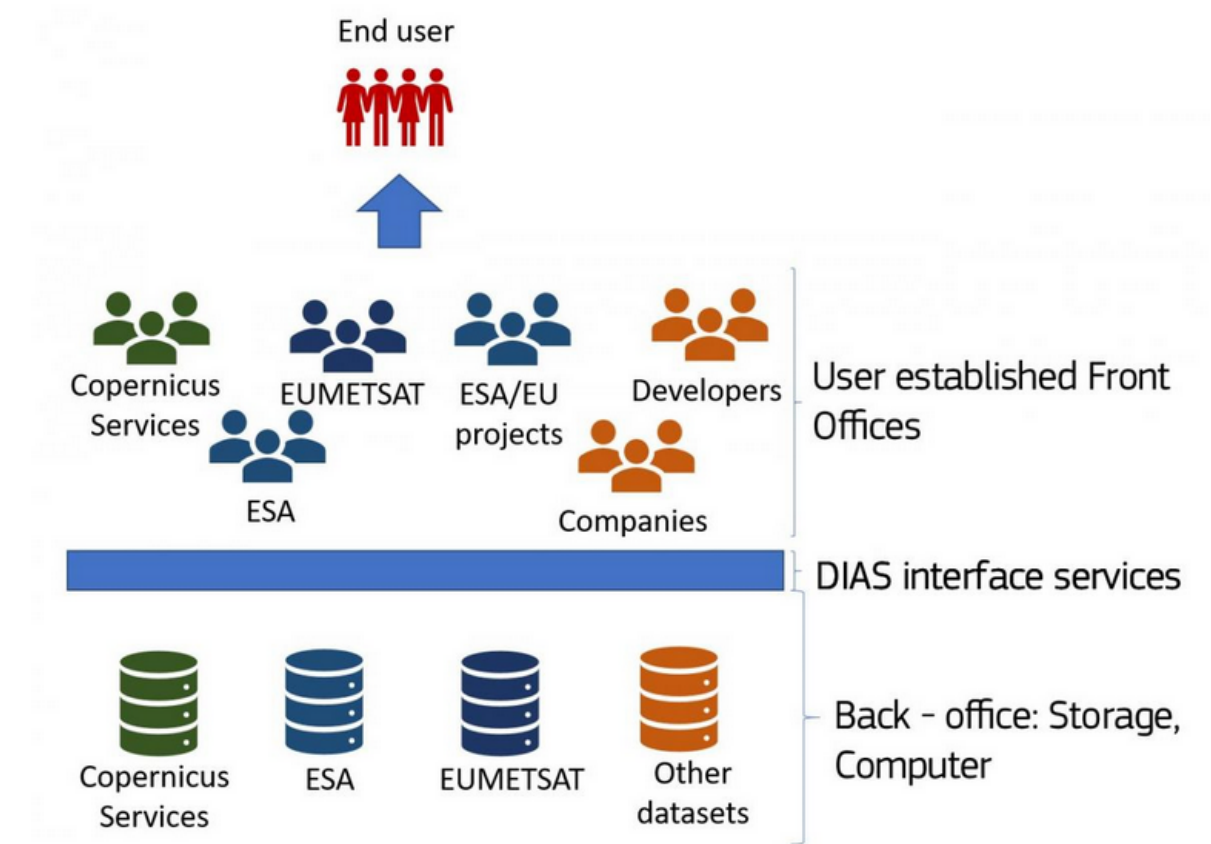 End user
Copernicus
Services
EUMETSAT
ESA/EU
projects
Developers
ESA
Companies
User established Front
Offices
DIAS interface services
Copernicus
Services
ESA
EUMETSAT
Other
datasets
Back - office: Storage,
Computer